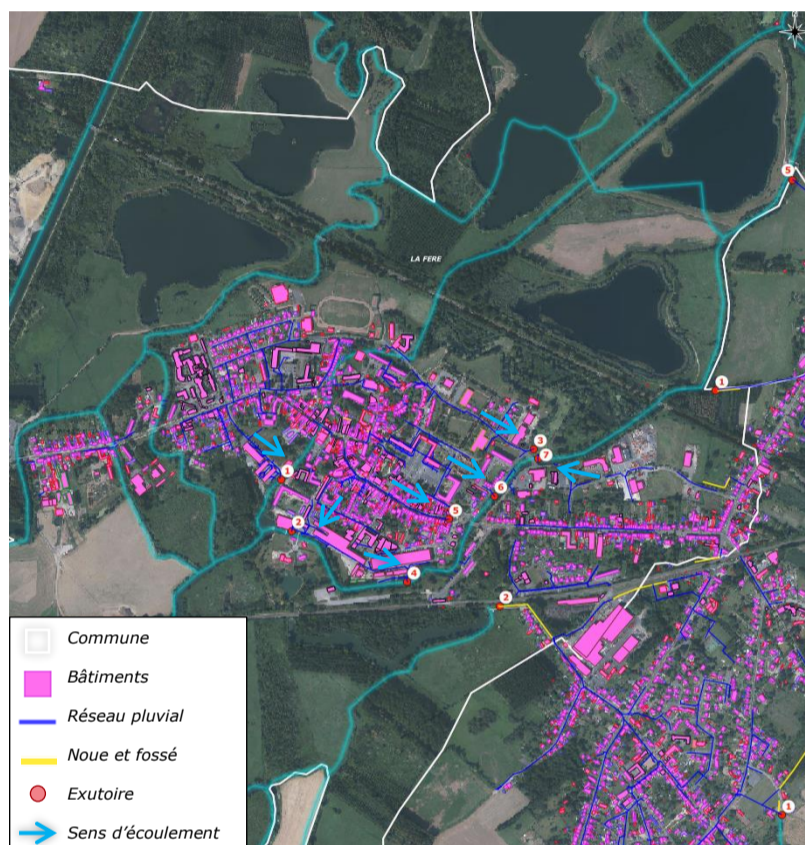 5
LA FERE
1
3
7
1
6
5
2
4
2
1
Commune
Bâtiments
Réseau pluvial
Noue et fossé
Exutoire
Sens d'écoulement